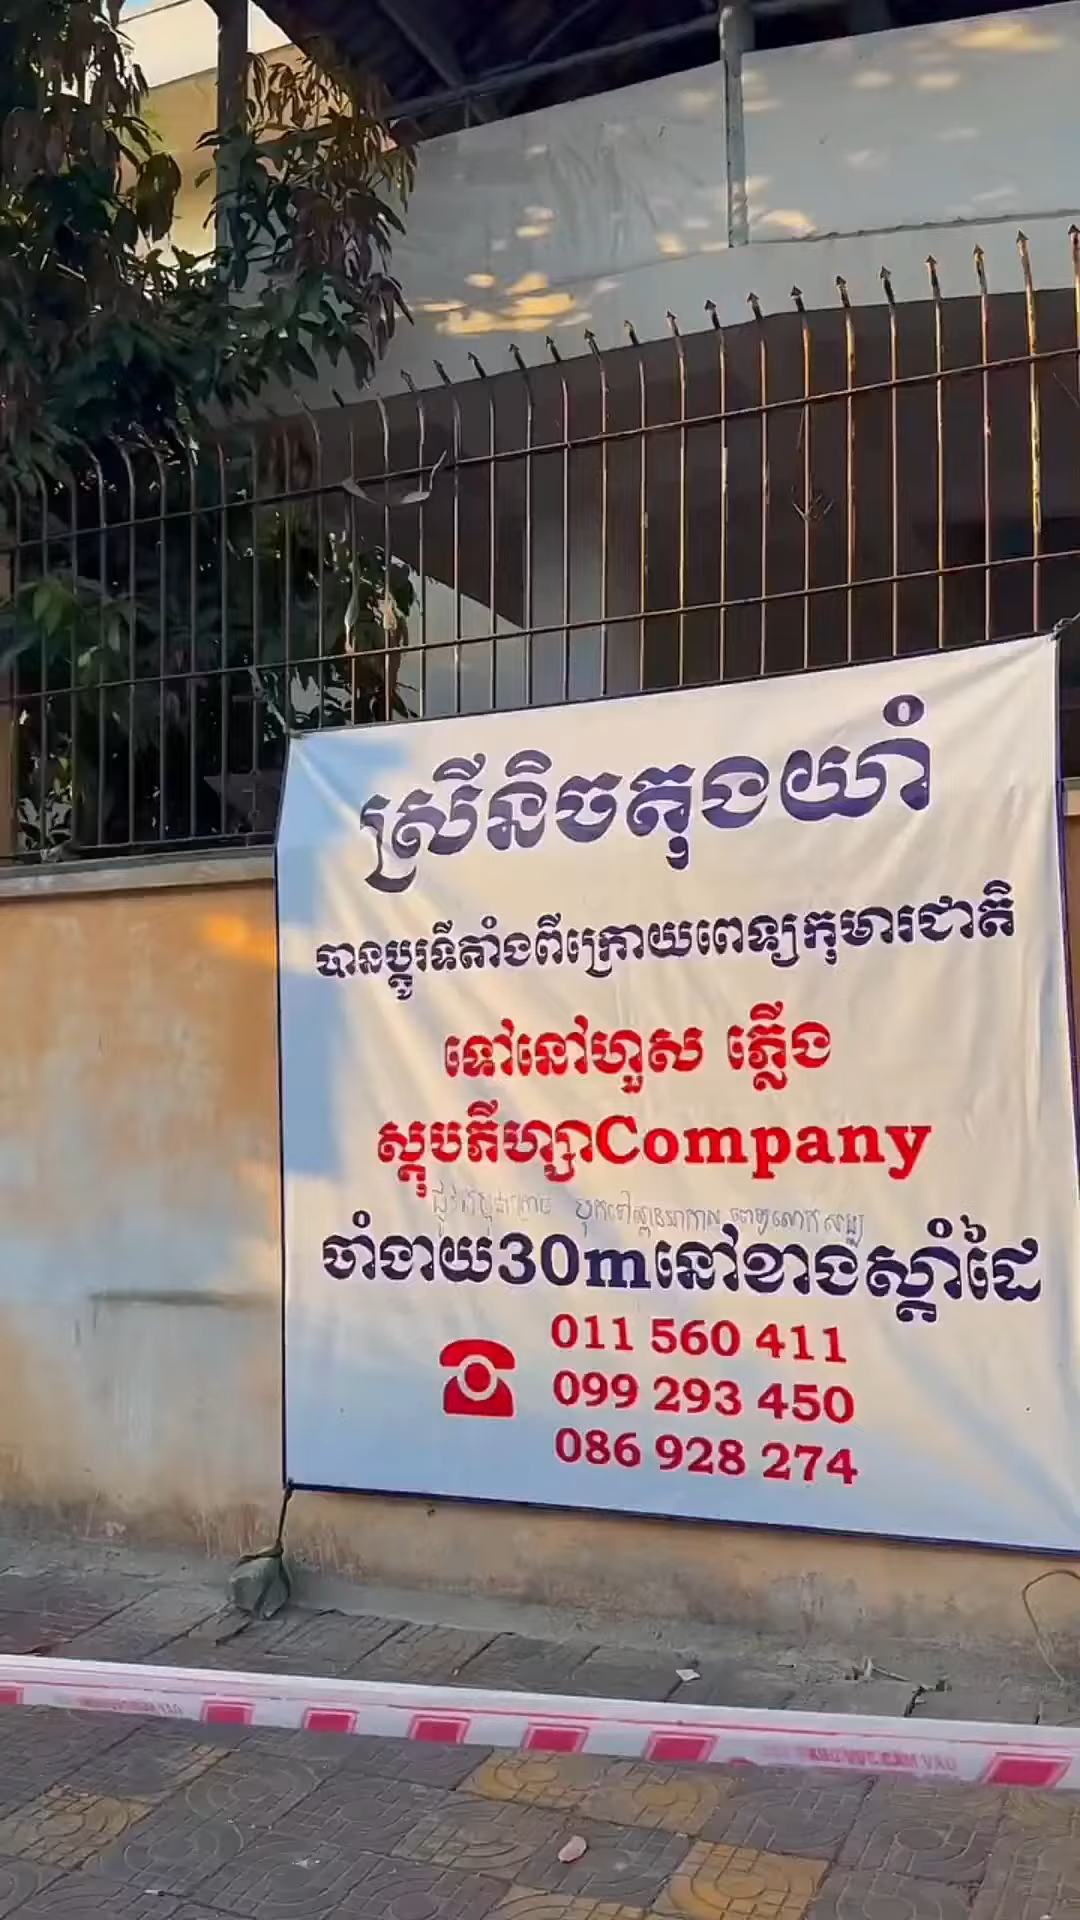 ស្រីនិចតុងយាំ
បានប្តូរទីតាំងពីក្រោយពេទ្យកុមារជាតិ
ទៅនៅហួស ភ្លើង
ស្តុបភីហ្សាCompany
ចាំងាយ30mនៅខាងស្តាំដៃ
011 560 411
099 293 450
086 928 274